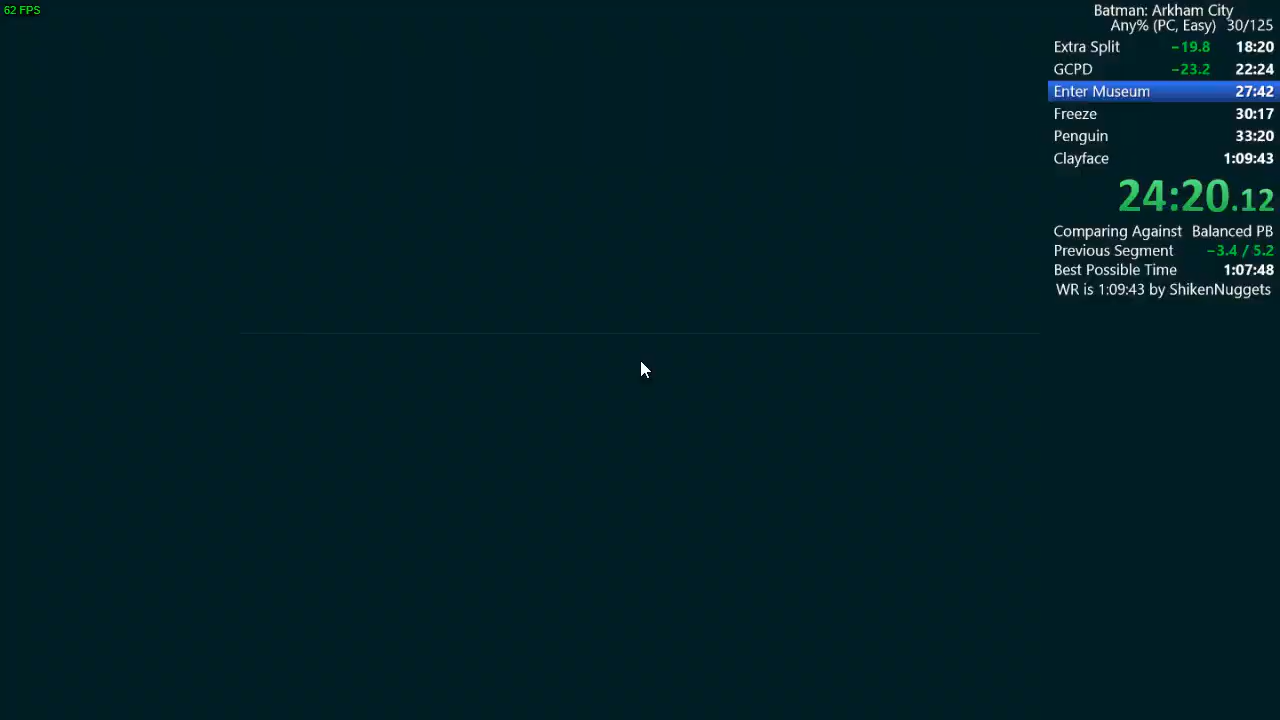 62 FPS
Batman: Arkham City
Any% (PC, Easy) 30/125
Extra Split −19.8 18:20
GCPD −23.2 22:24
Enter Museum 27:42
Freeze 30:17
Penguin 33:20
Clayface 1:09:43
24:20.12
Comparing Against Balanced PB
Previous Segment −3.4 / 5.2
Best Possible Time 1:07:48
WR is 1:09:43 by ShikenNuggets